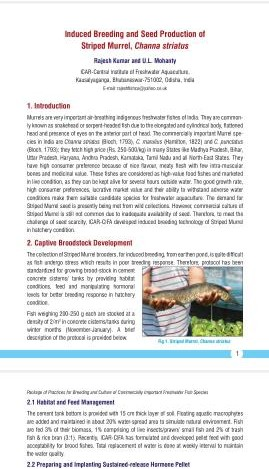 Induced Breeding and Seed Production of
Striped Murrel, Channa striatus
Rajesh Kumar and U.L. Mohanty
ICAR-Central Institute of Freshwater Aquaculture,
Kausalyaganga, Bhubaneswar-751002, Odisha, India
E-mail: rajeshfishco@yahoo.co.uk
1. Introduction
Murrels are very important air-breathing indigenous freshwater fishes of India. They are common-
ly known as snakehead or serpent-headed fish due to the elongated and cylindrical body, flattened
head and presence of eyes on the anterior part of head. The commercially important Murrel spe-
cies in India are Channa striatus (Bloch, 1793), C. marulius (Hamilton, 1822) and C. punctatus
(Bloch, 1793); they fetch high price (Rs. 250-500/kg) in many States like Madhya Pradesh, Bihar,
Uttar Pradesh, Haryana, Andhra Pradesh, Karnataka, Tamil Nadu and all North-East States. They
have high consumer preference because of nice flavour, meaty flesh with few intra-muscular
bones and medicinal value. These fishes are considered as high-value food fishes and marketed
in live condition, as they can be kept alive for several hours outside water. The good growth rate,
high consumer preferences, lucrative market value and their ability to withstand adverse water
conditions make them suitable candidate species for freshwater aquaculture. The demand for
Striped Murrel seed is presently being met from wild collections. However, commercial culture of
Striped Murrel is still not common due to inadequate availability of seed. Therefore, to meet the
challenge of seed scarcity, ICAR-CIFA developed induced breeding technology of Striped Murrel
in hatchery condition.
2. Captive Broodstock Development
The collection of Striped Murrel brooders, for induced breeding, from earthen pond, is quite difficult
as fish undergo stress which results in poor breeding response. Therefore, protocol has been
standardized for growing brood-stock in cement
concrete cisterns/ tanks by providing habitat
conditions, feed and manipulating hormonal
levels for better breeding response in hatchery
condition.
Fish weighing 600-800 g are stocked at a
density of 2/m² in concrete cisterns/tanks during
winter months (November-January). A brief
description of the protocol is provided below.
Fig 1. Striped Murrel, Channa striatus
1
Package of Practices for Breeding and Culture of Commercially Important Freshwater Fish Species
2.1 Habitat and Feed Management
The cement tank bottom is provided with 15 cm thick layer of soil. Floating aquatic macrophytes
are added and maintained in about 20% water spread area to simulate natural environment. Fish
are fed 3% of their biomass, 1% comprising of live insects/prawns/ small fish and 2% of trash
fish & rice bran (3:1). Recently, ICAR-CIFA has formulated and developed pellet feed with good
acceptability for brood fishes. Total replacement of water is done at weekly interval to maintain
the water quality.
2.2 Preparing and Implanting Sustained-release Hormone Pellet